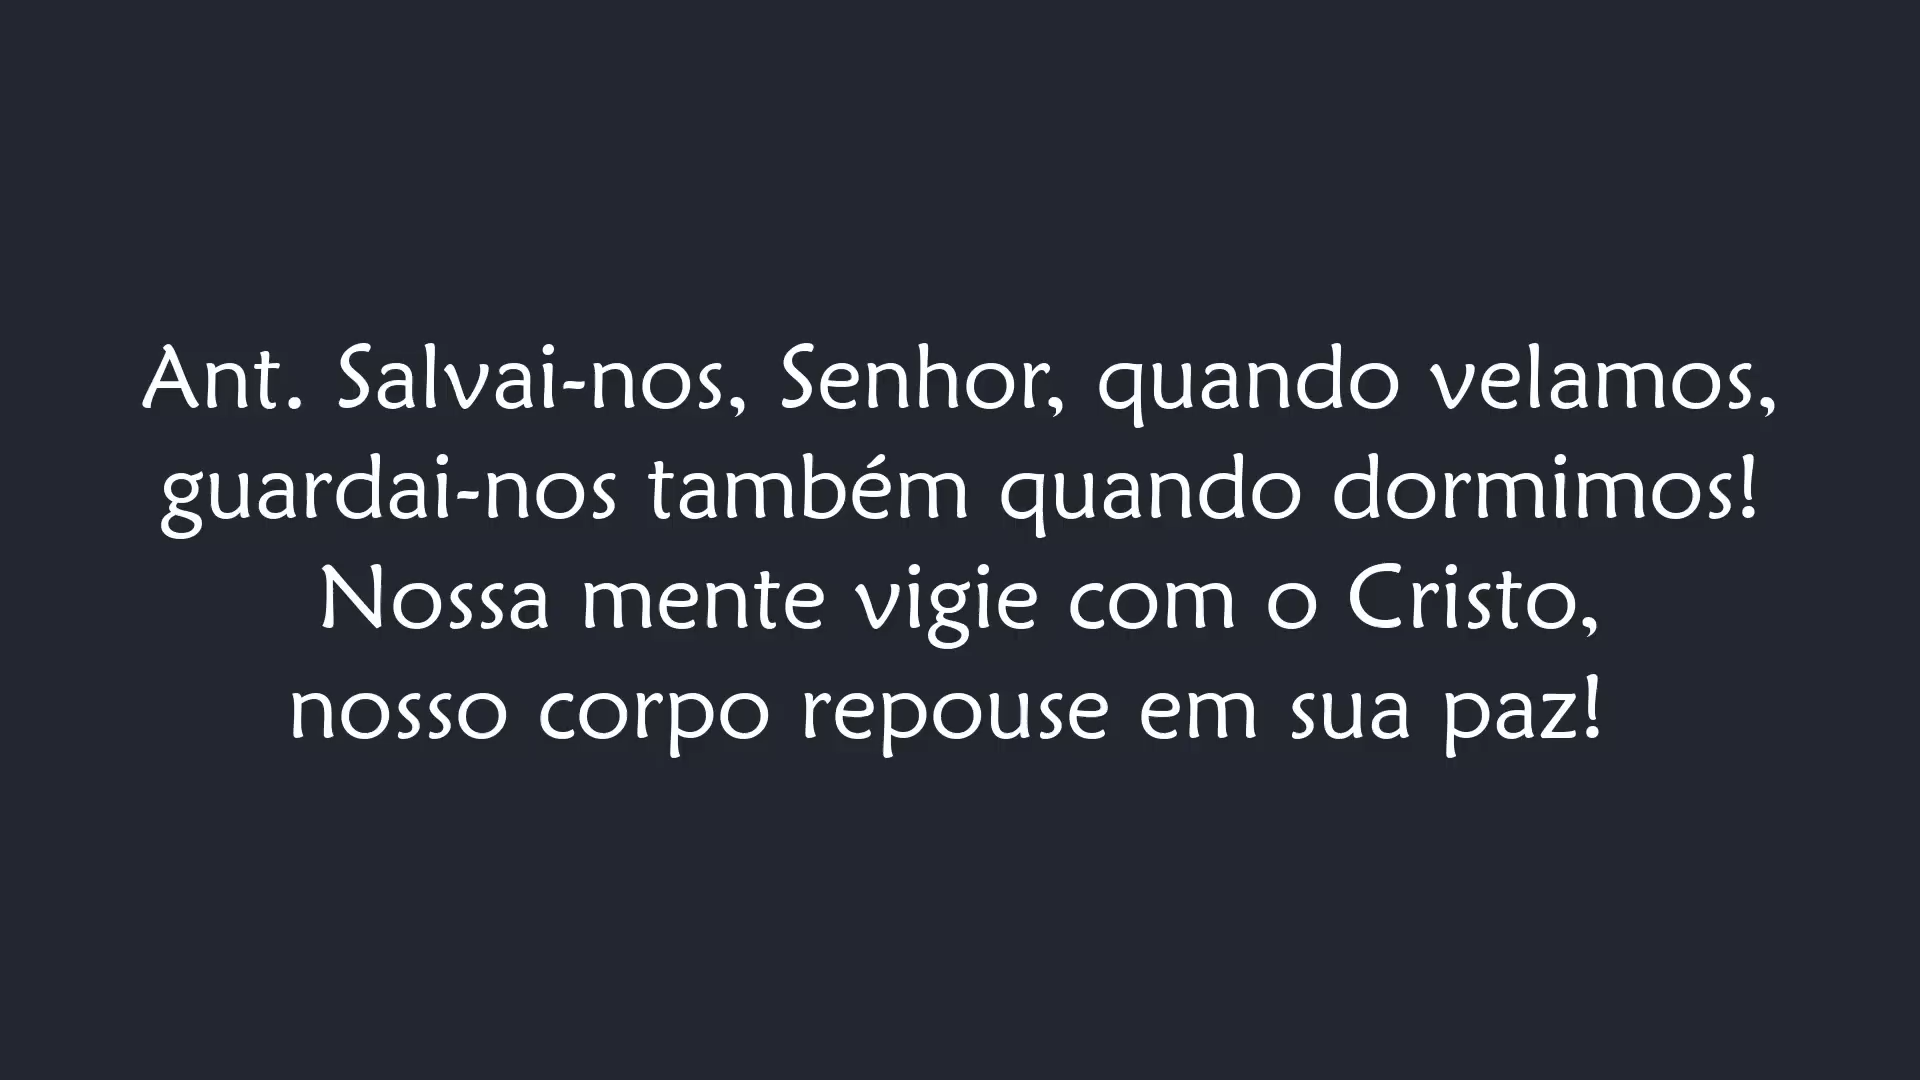 Ant. Salvai-nos, Senhor, quando velamos,
guardai-nos também quando dormimos!
Nossa mente vigie com o Cristo,
nosso corpo repouse em sua paz!